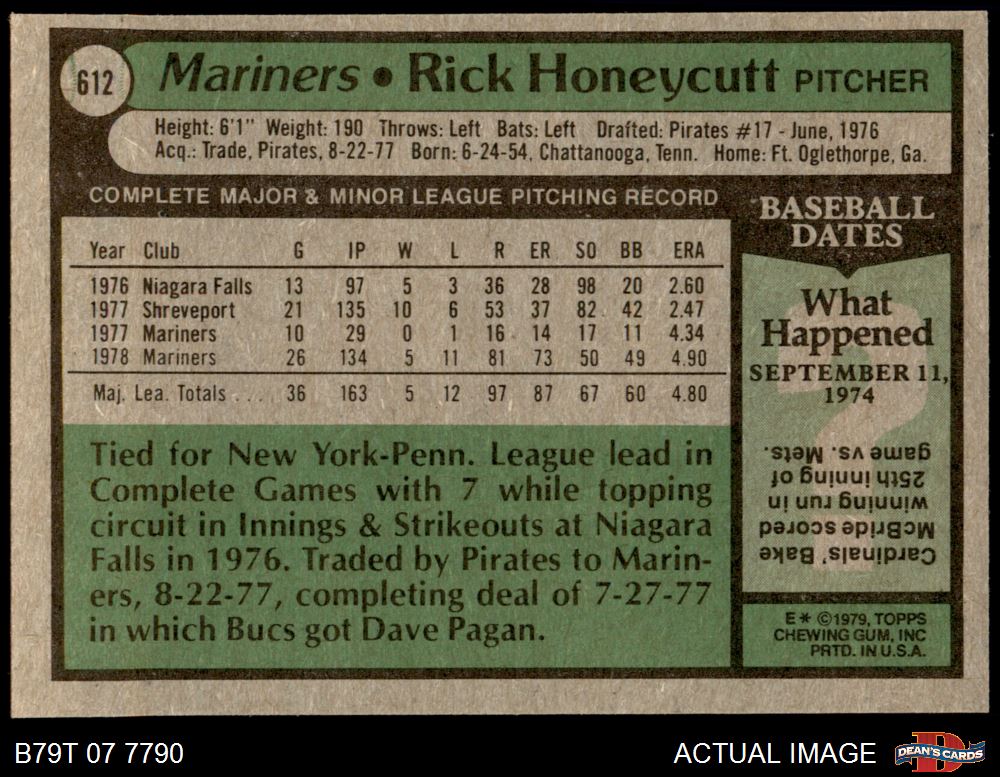 612
Mariners • Rick Honeycutt PITCHER
Height: 6'1" Weight: 190 Throws: Left Bats: Left Drafted: Pirates #17 - June, 1976
Acq.: Trade, Pirates, 8-22-77 Born: 6-24-54, Chattanooga, Tenn. Home: Ft. Oglethorpe, Ga.
COMPLETE MAJOR & MINOR LEAGUE PITCHING RECORD
Year Club G IP W L R ER SO BB ERA
1976 Niagara Falls 13 97 5 3 36 28 98 20 2.60
1977 Shreveport 21 135 10 6 53 37 82 42 2.47
1977 Mariners 10 29 0 1 16 14 17 11 4.34
1978 Mariners 26 134 5 11 81 73 50 49 4.90
Maj. Lea. Totals . . . 36 163 5 12 97 87 67 60 4.80
Tied for New York-Penn. League lead in
Complete Games with 7 while topping
circuit in Innings & Strikeouts at Niagara
Falls in 1976. Traded by Pirates to Marin-
ers, 8-22-77, completing deal of 7-27-77
in which Bucs got Dave Pagan.
BASEBALL
DATES
2
What
Happened
SEPTEMBER 11,
1974
Cardinals' Bake
McBride scored
winning run in
25th inning of
game vs. Mets.
E* ©1979, TOPPS
CHEWING GUM, INC
PRTD. IN U.S.A.
B79T 07 7790
ACTUAL IMAGE
D
DEAN'S CARDS